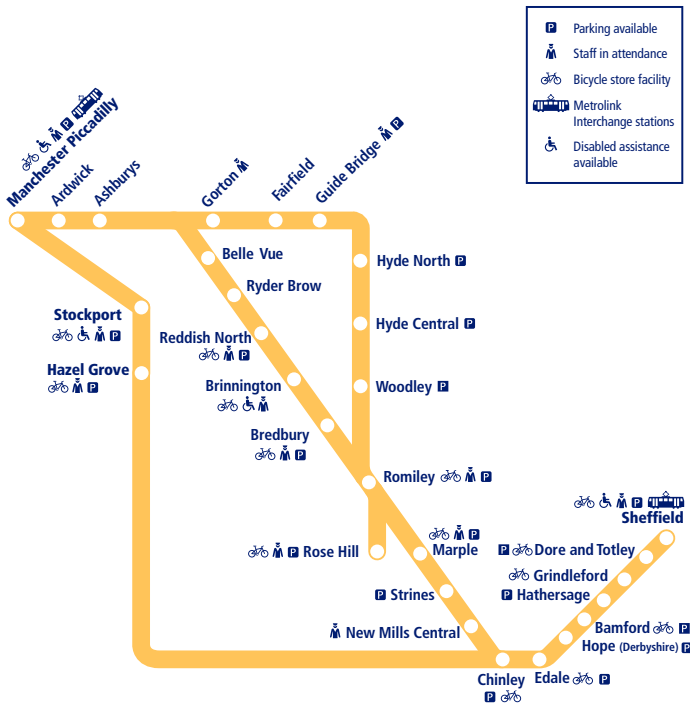 Parking available
Staff in attendance
Bicycle store facility
Metrolink
Interchange stations
Disabled assistance
available
Manchester Piccadilly
Ardwick
Ashburys
Gorton
Fairfield
Guide Bridge
Belle Vue
Hyde North
Ryder Brow
Stockport
Hyde Central
Reddish North
Hazel Grove
Brinnington
Woodley
Bredbury
Romiley
Sheffield
Rose Hill
Marple
Dore and Totley
Grindleford
Strines
Hathersage
New Mills Central
Bamford
Hope (Derbyshire)
Chinley
Edale